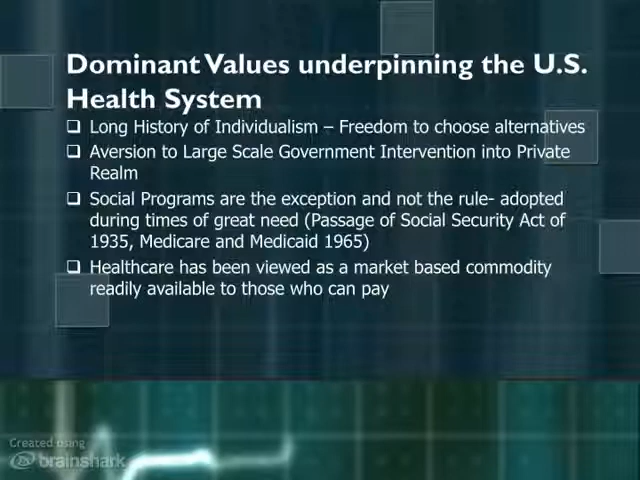 Dominant Values underpinning the U.S.
Health System
❑ Long History of Individualism – Freedom to choose alternatives
❑ Aversion to Large Scale Government Intervention into Private
Realm
❑ Social Programs are the exception and not the rule- adopted
during times of great need (Passage of Social Security Act of
1935, Medicare and Medicaid 1965)
❑ Healthcare has been viewed as a market based commodity
readily available to those who can pay
Created using
brainshark